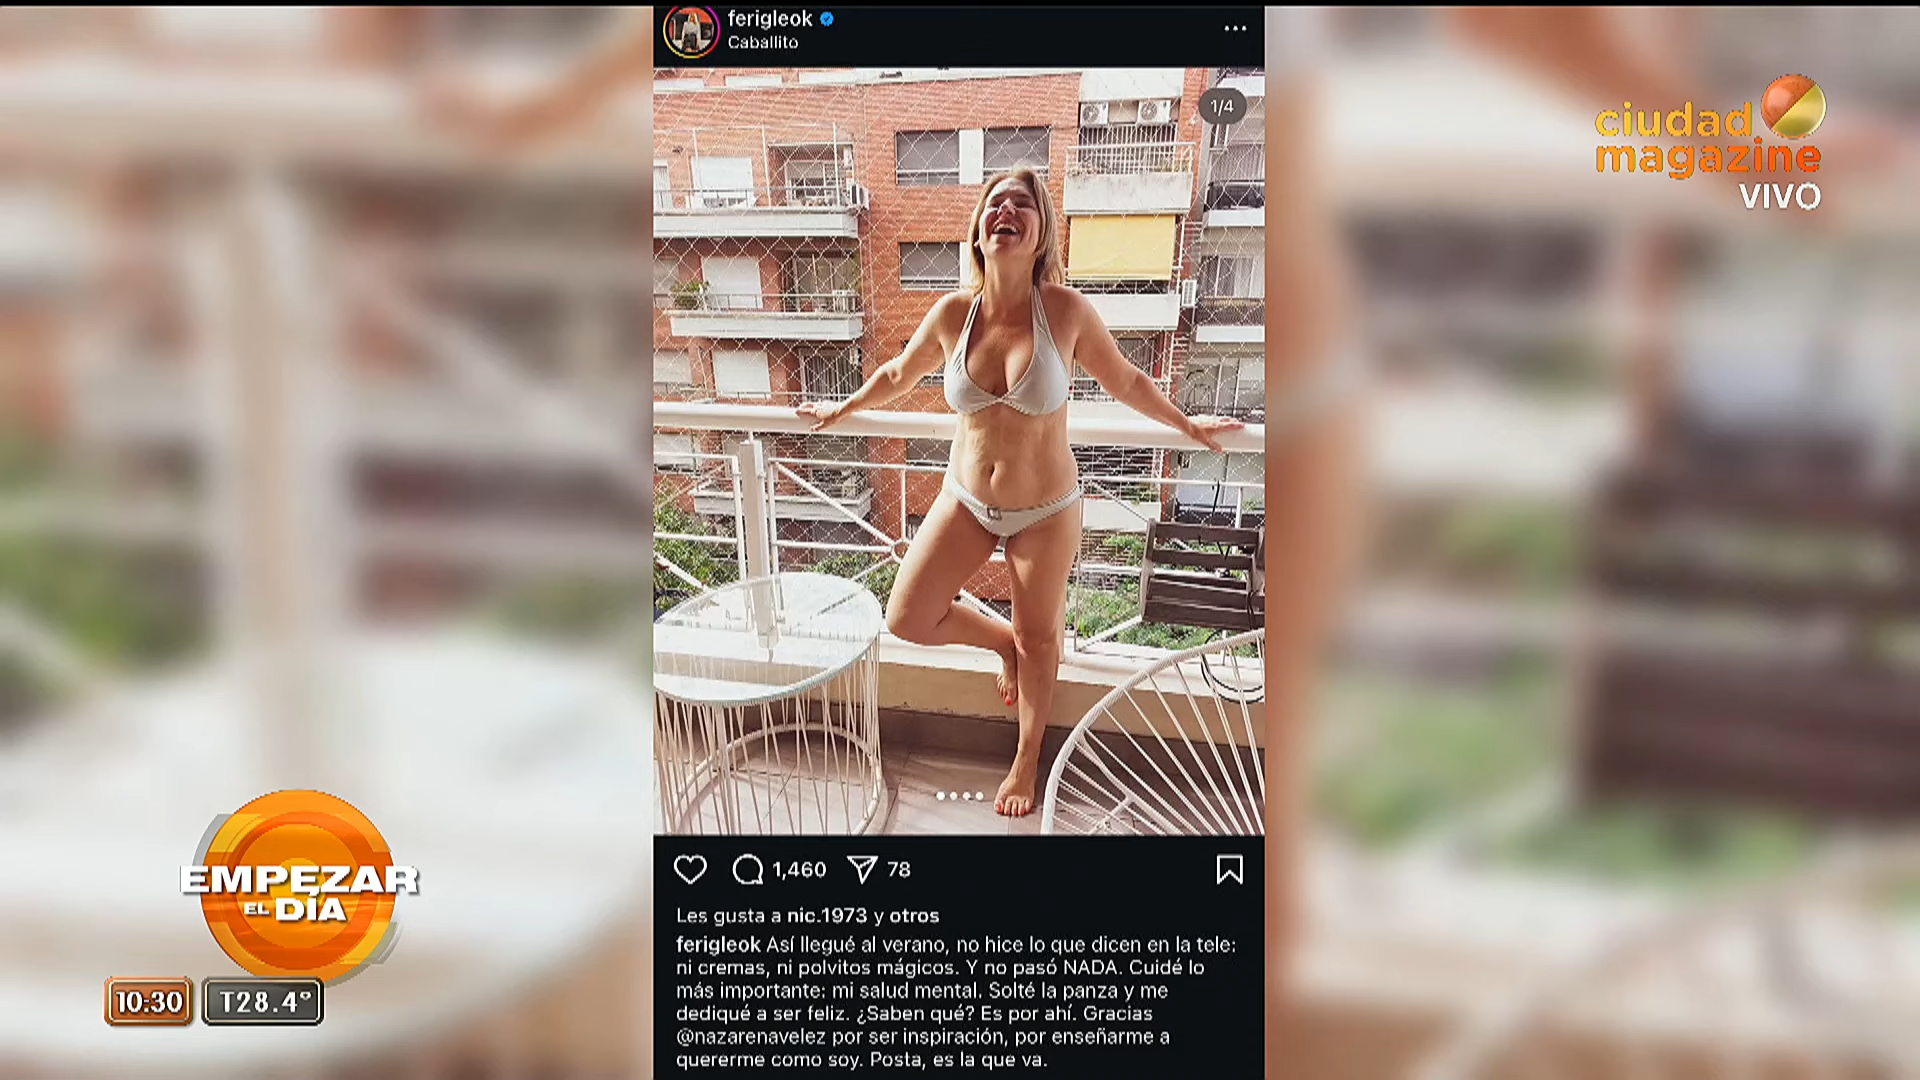 ferigleok
Caballito
1/4
ciudad
magazine
VIVO
1,460
78
Les gusta a nic.1973 y otros
ferigleok Así llegué al verano, no hice lo que dicen en la tele:
ni cremas, ni polvitos mágicos. Y no pasó NADA. Cuidé lo
más importante: mi salud mental. Solté la panza y me
dediqué a ser feliz. ¿Saben qué? Es por ahí. Gracias
@nazarenavelez por ser inspiración, por enseñarme a
quererme como soy. Posta, es la que va.
EMPEZAR
EL DÍA
10:30
T28.4°